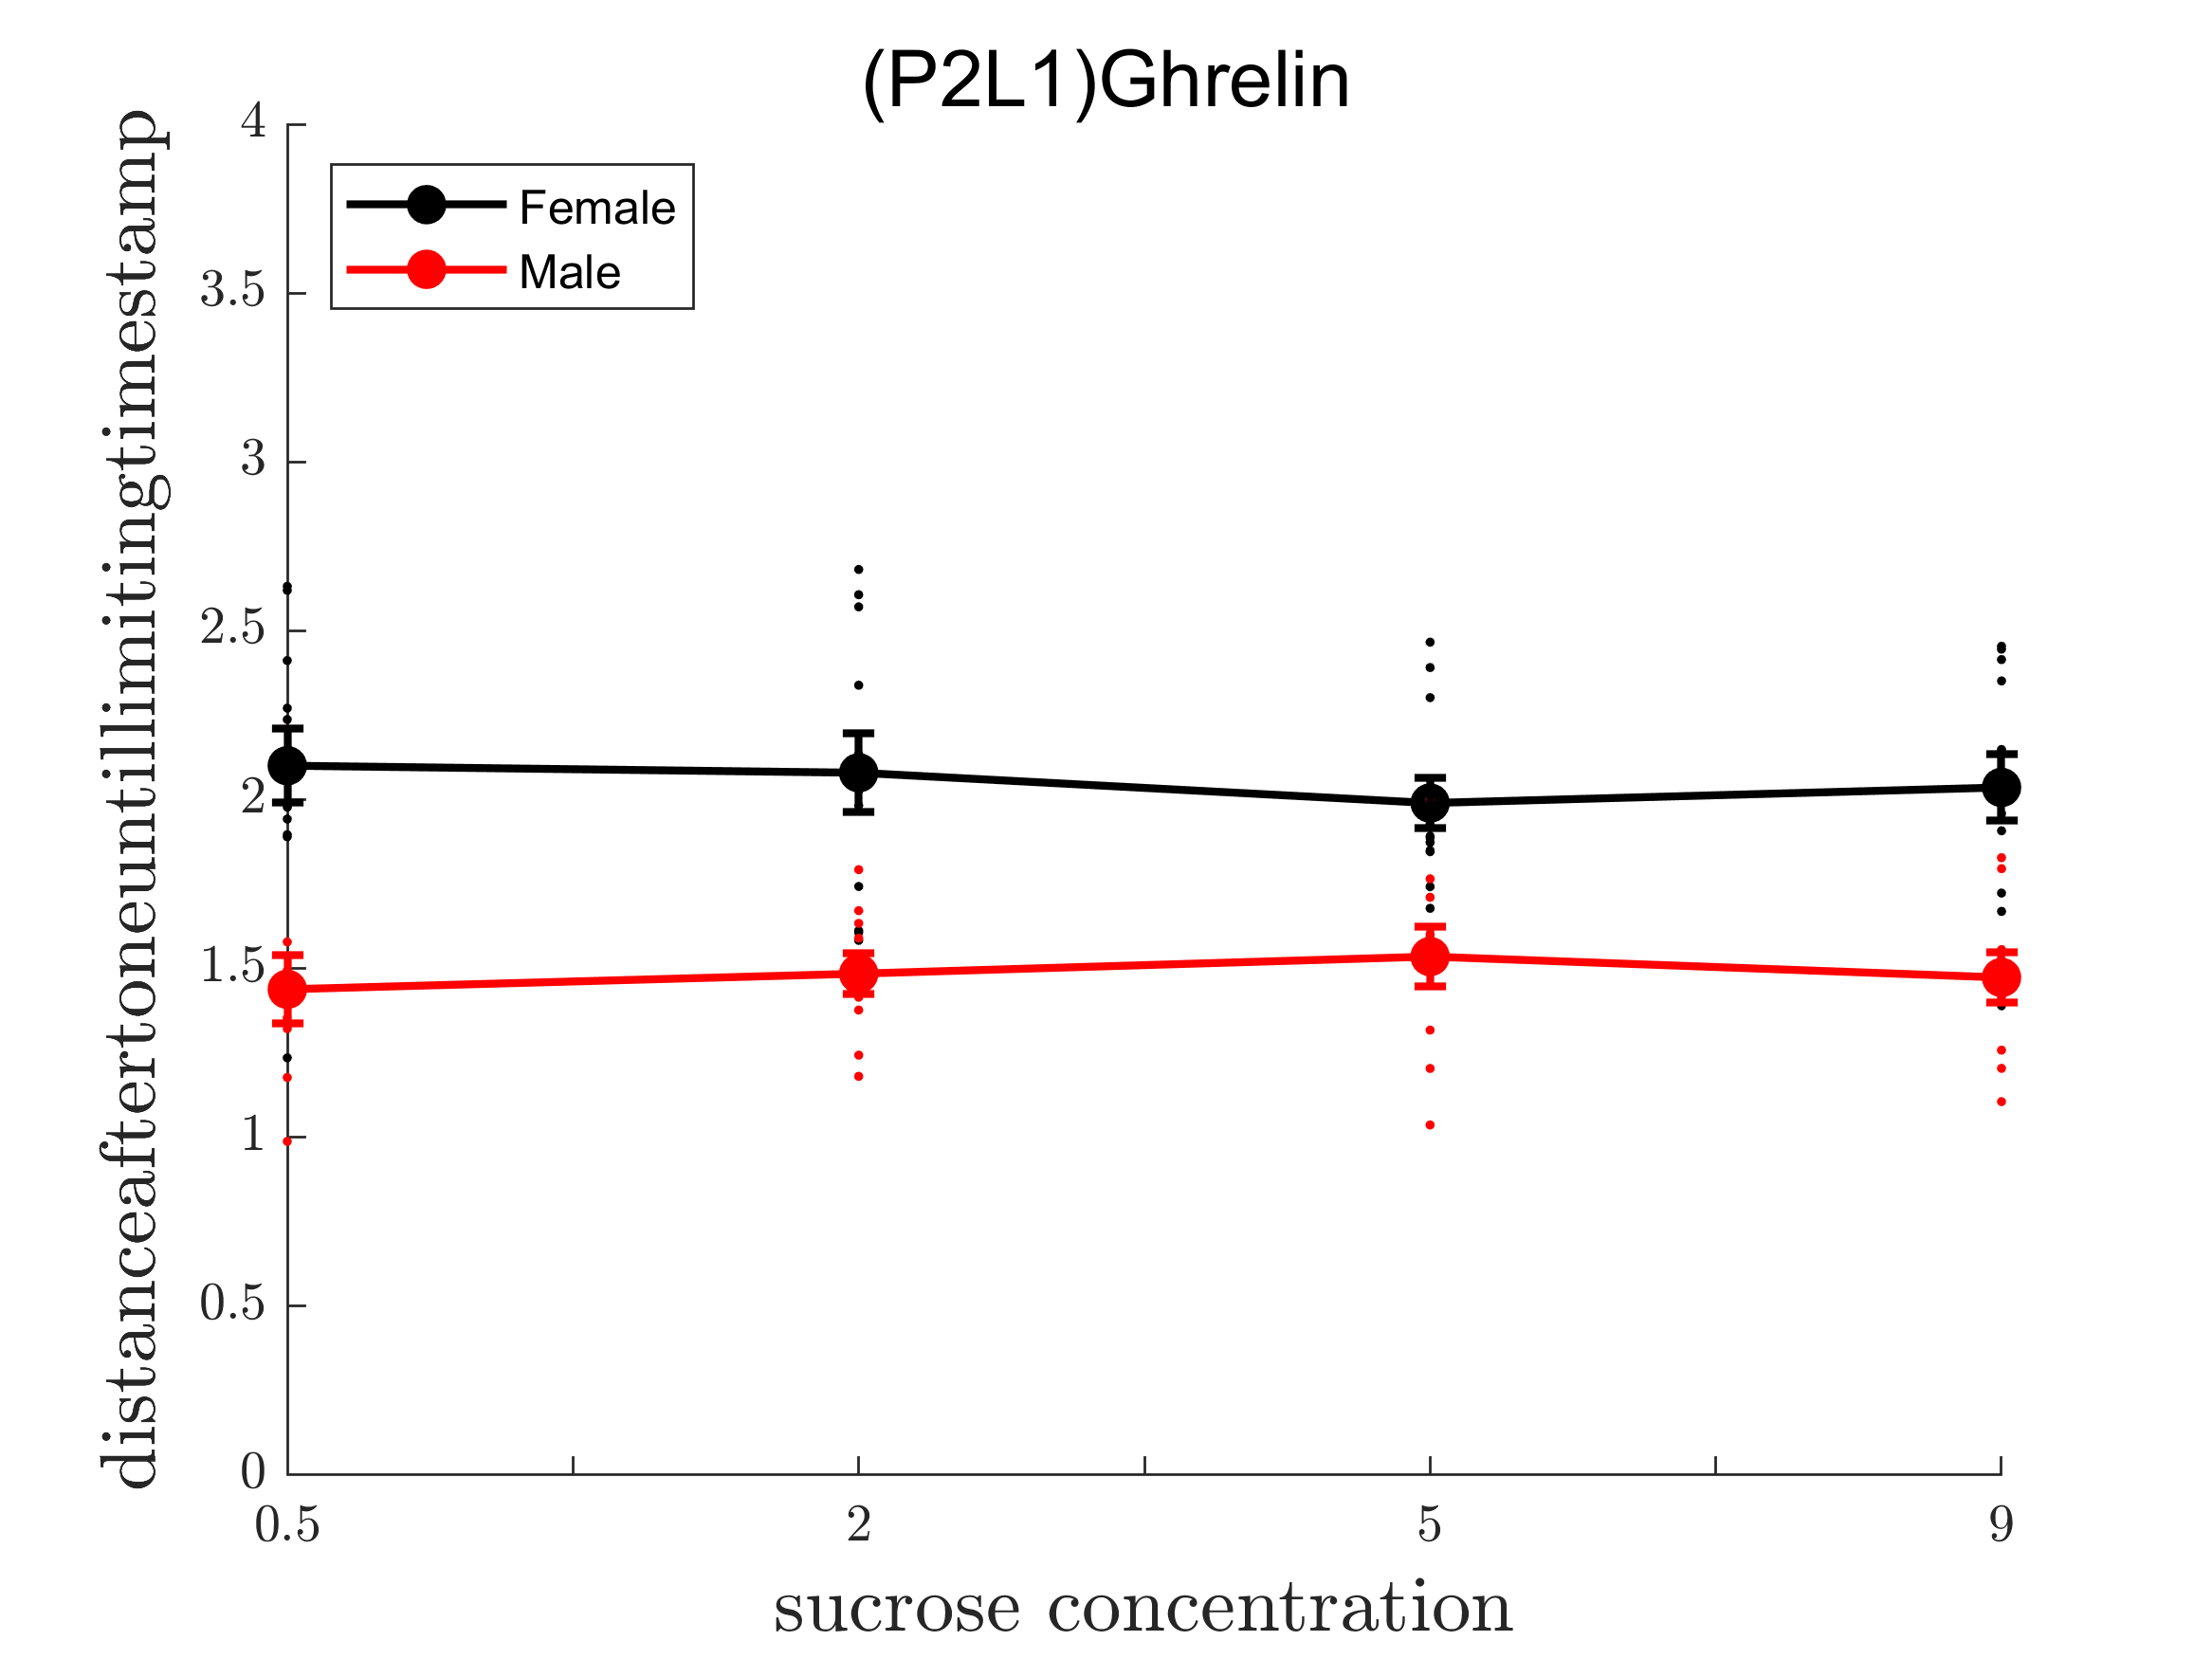 (P2L1)Ghrelin
distanceaftertoneuntillimitingtimestamp
4
3.5
3
2.5
2
1.5
1
0.5
0
Female
Male
0.5 2 5 9
sucrose concentration